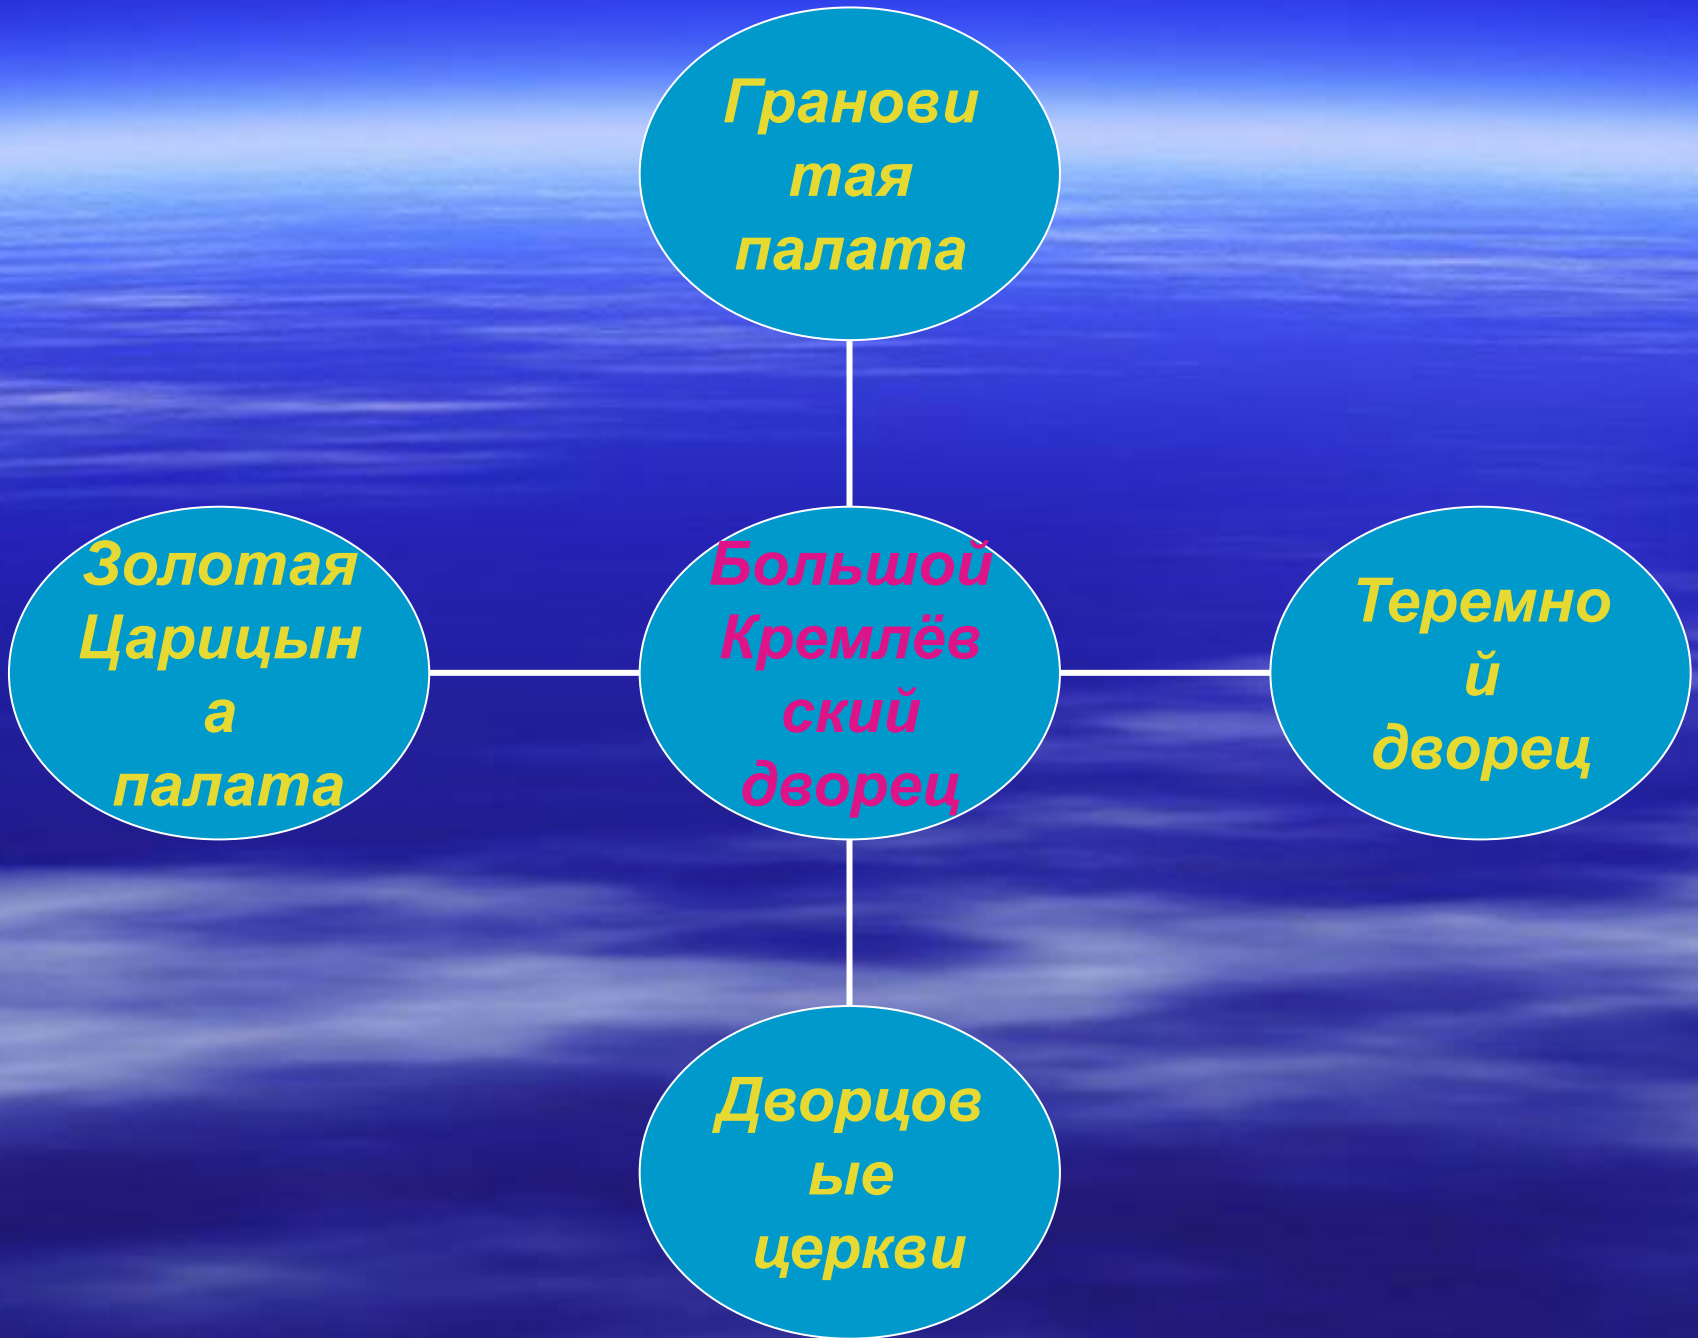 Гранови
тая
палата
Золотая
Царицын
а
палата
Большой
Кремлёв
ский
дворец
Теремно
й
дворец
Дворцов
ые
церкви